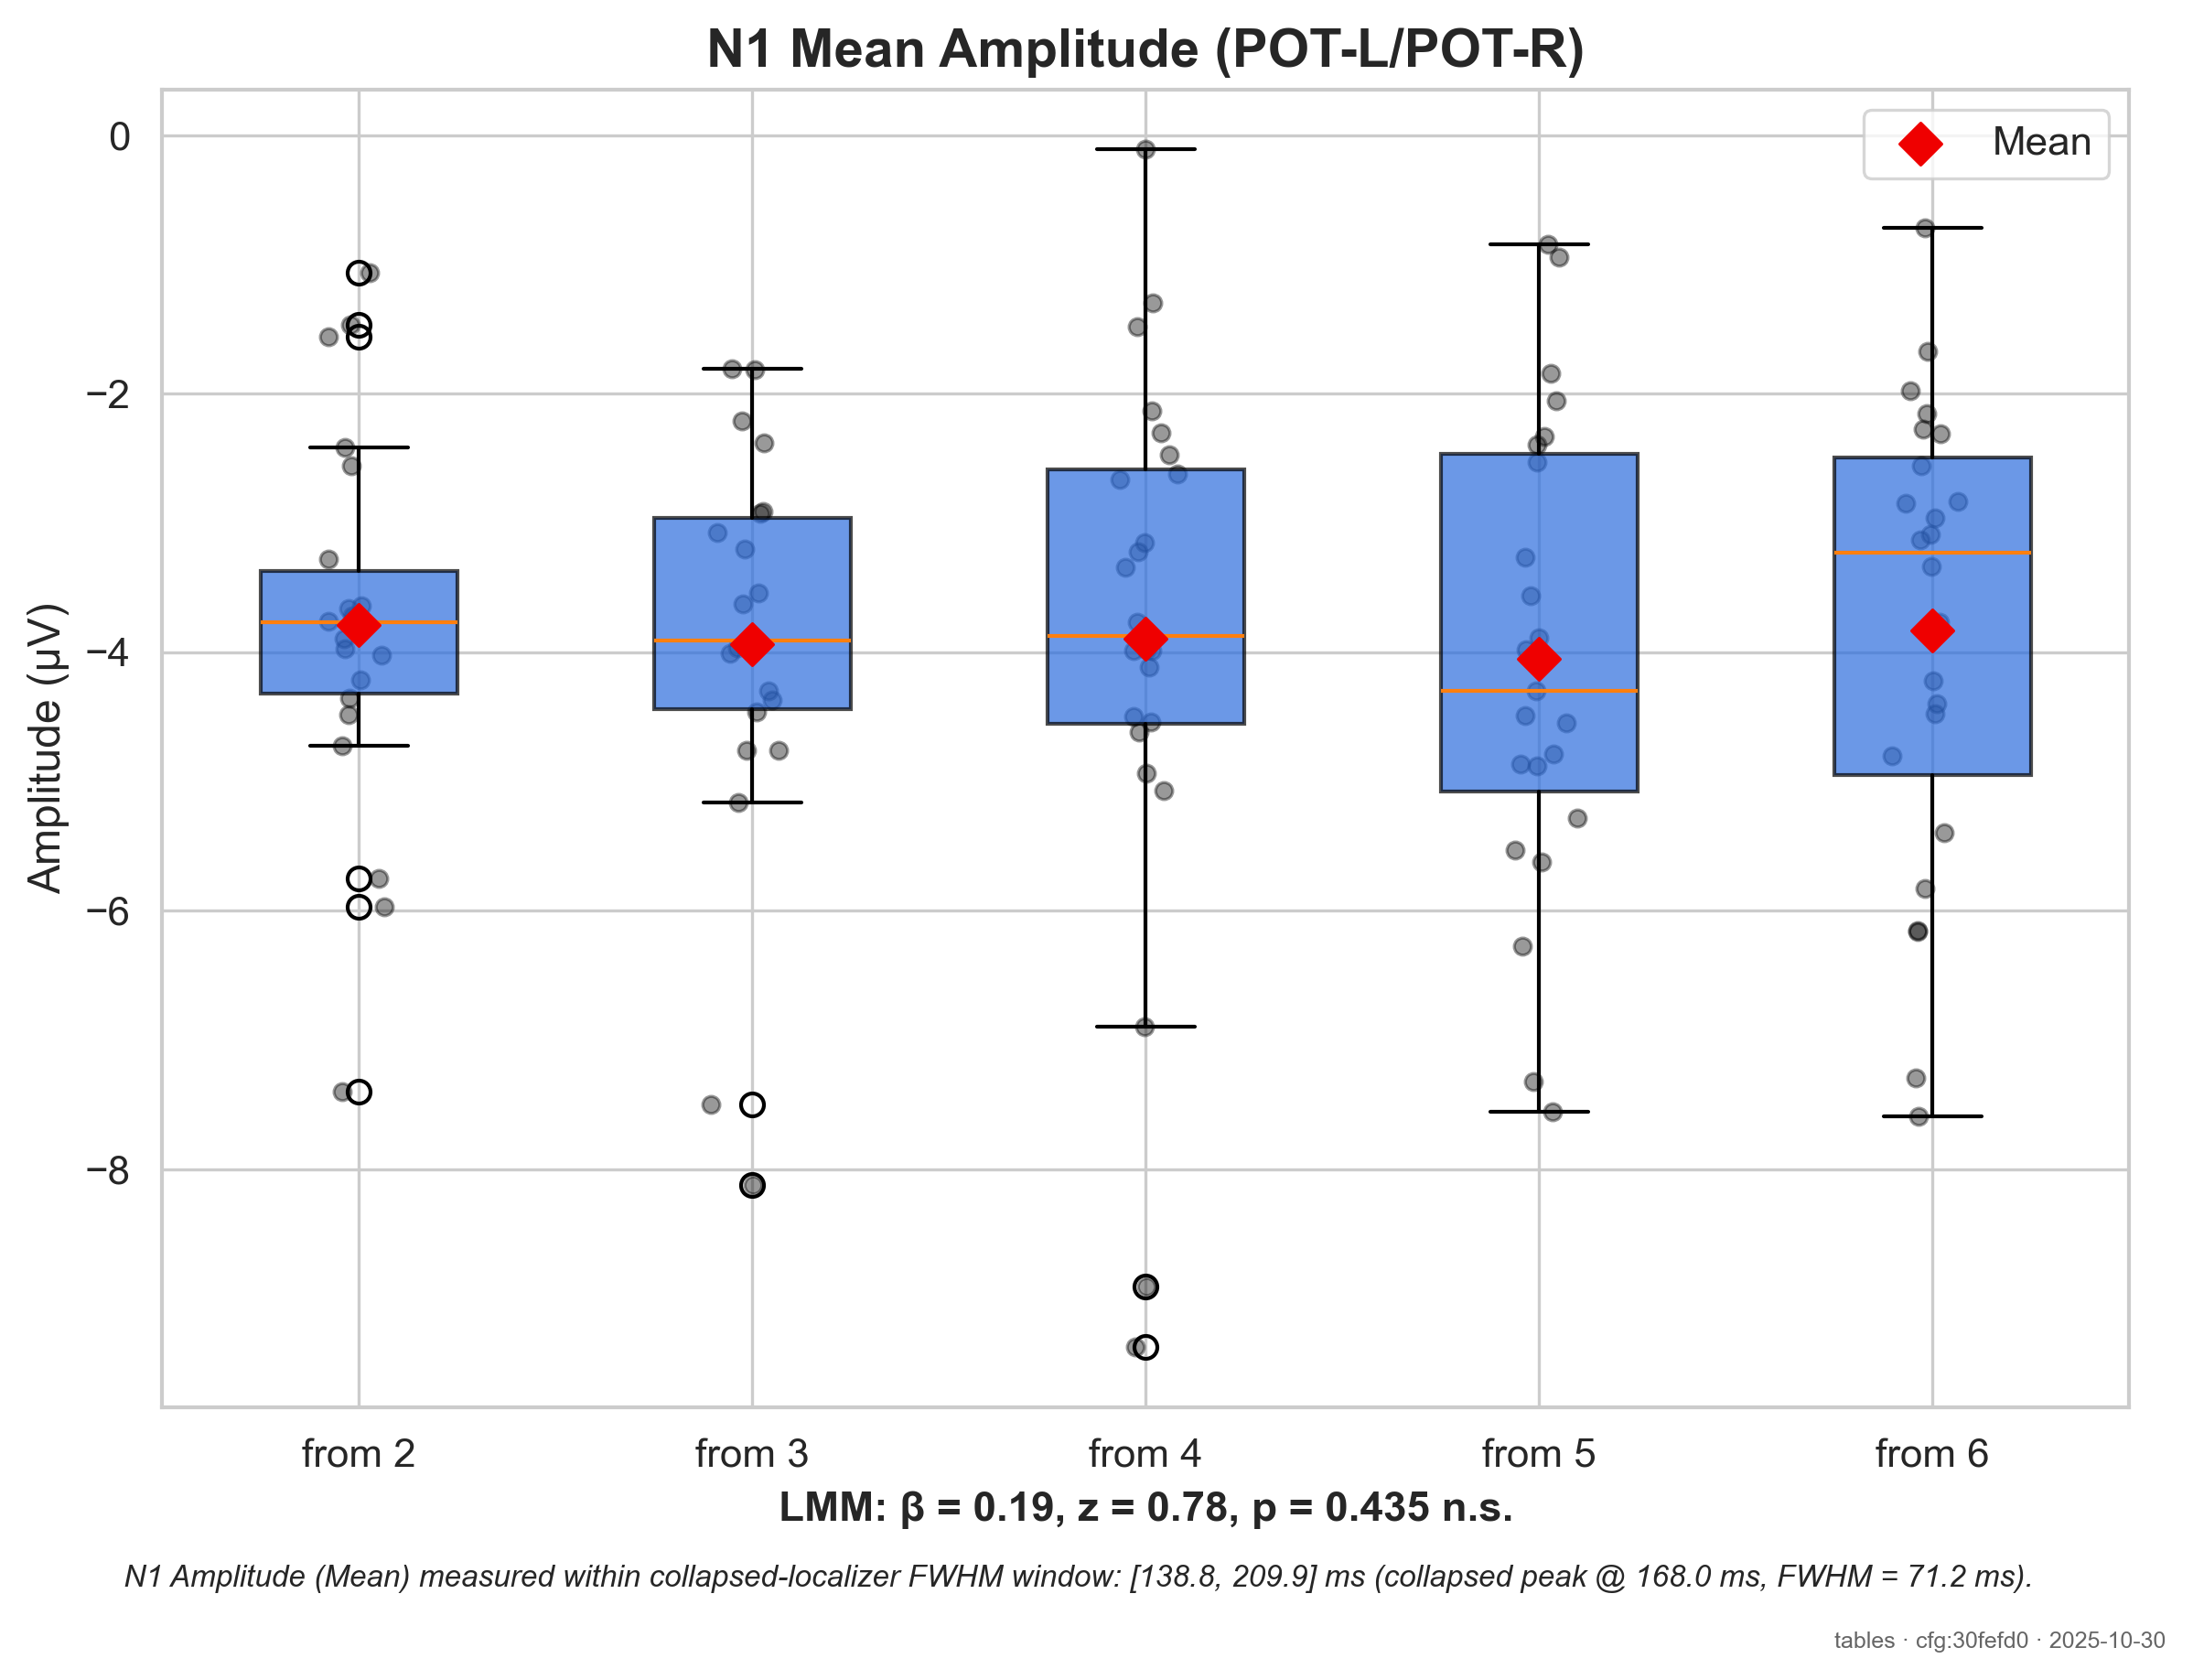 N1 Mean Amplitude (POT-L/POT-R)
Mean
0
−2
−4
−6
−8
Amplitude (μV)
from 2
from 3
from 4
from 5
from 6
LMM: β = 0.19, z = 0.78, p = 0.435 n.s.
N1 Amplitude (Mean) measured within collapsed-localizer FWHM window: [138.8, 209.9] ms (collapsed peak @ 168.0 ms, FWHM = 71.2 ms).
tables · cfg:30fefd0 · 2025-10-30